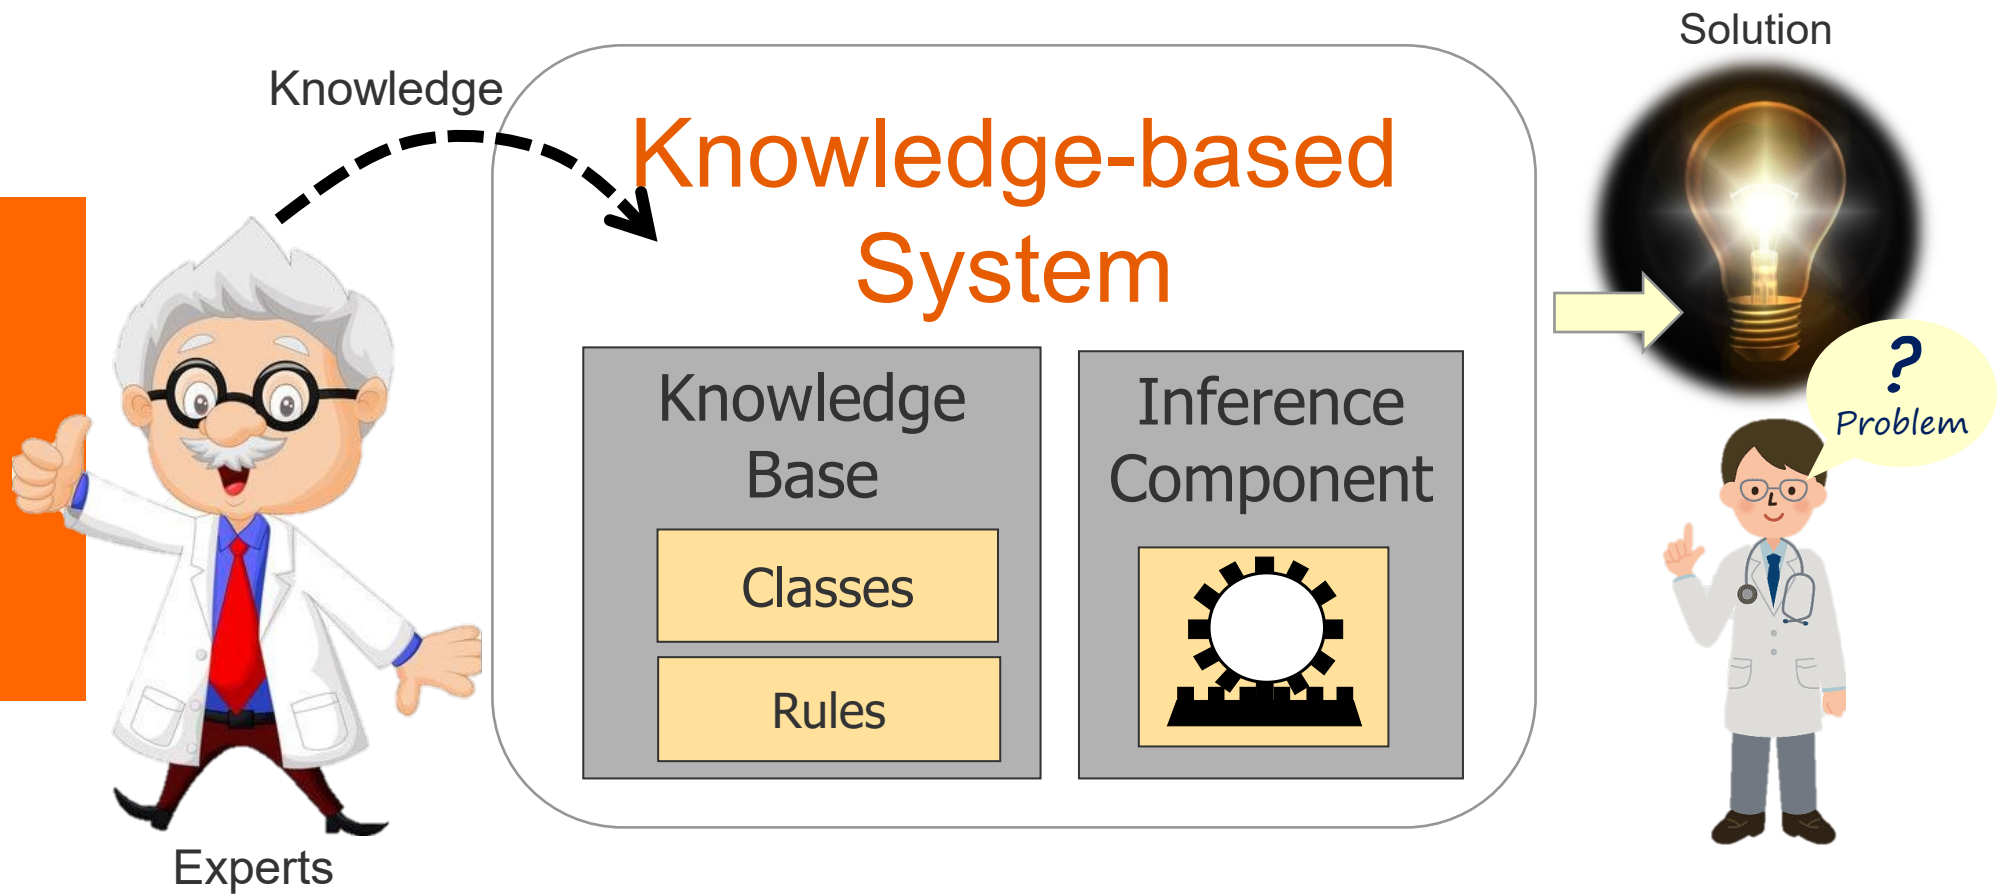 Solution
Knowledge
Knowledge-based
System
Knowledge
Base
Classes
Rules
Inference
Component
?
Problem
Experts